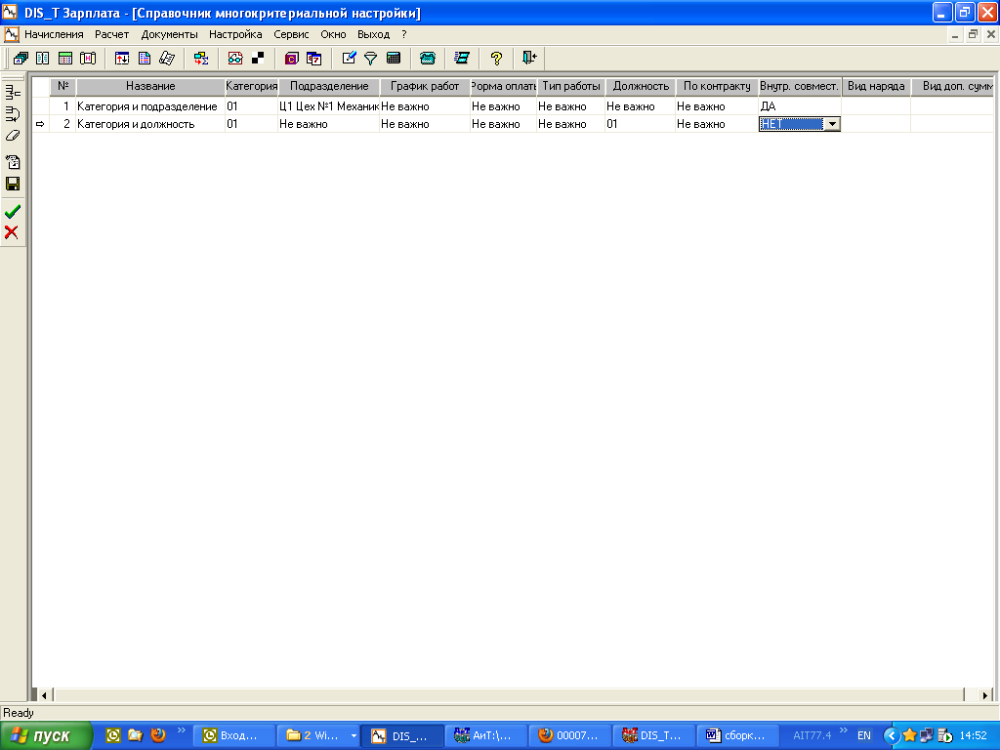 DIS_T Зарплата - [Справочник многокритериальной настройки]
Начисления Расчет Документы Настройка Сервис Окно Выход ?
№ Название Категория Подразделение График работ Форма оплаты Тип работы Должность По контракту Внутр. совмест. Вид наряда Вид доп. сумм
1 Категория и подразделение 01 Ц1 Цех №1 Механик Не важно Не важно Не важно Не важно Не важно ДА
2 Категория и должность 01 Не важно Не важно Не важно Не важно 01 Не важно НЕТ
Ready
пуск Вход... 2 Wi... DIS_... АиТ:\... 00007... DIS_T... сборк... AIT77.4 EN 14:52